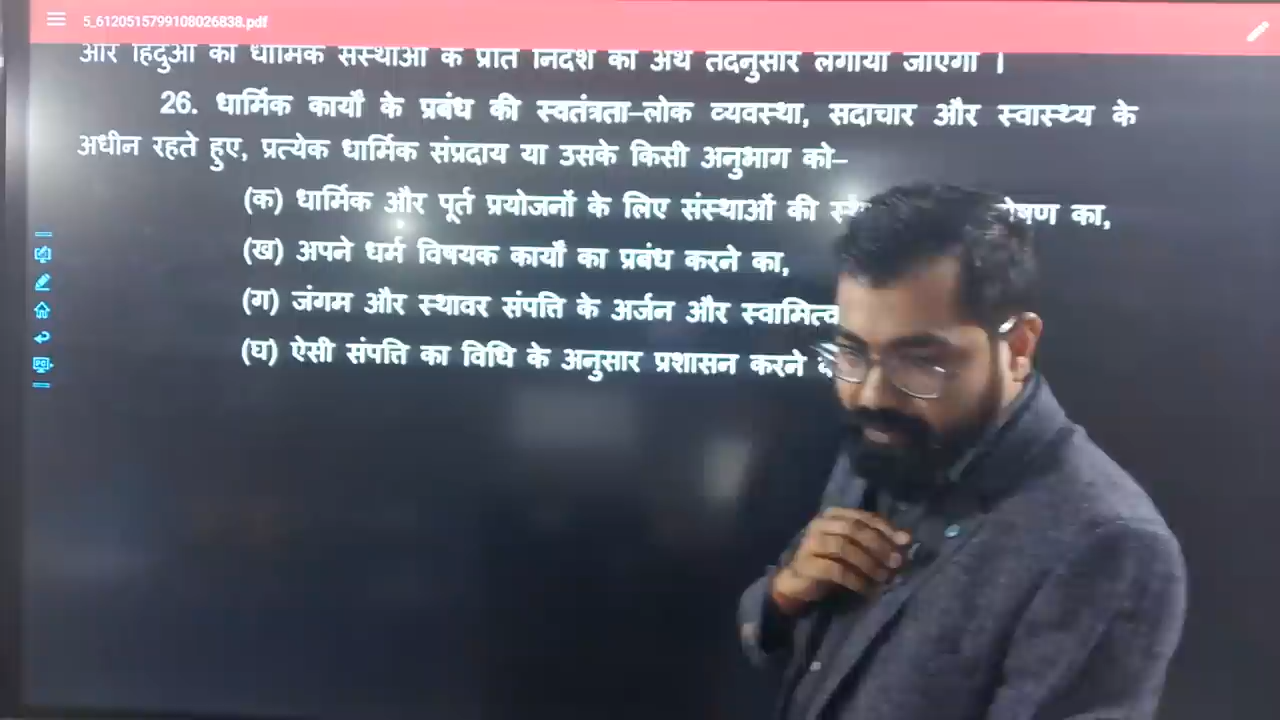 5_6120515799108026838.pdf
और हिंदुओं की धार्मिक संस्थाओं के प्रति निर्देश का अर्थ तदनुसार लगाया जाएगा ।
26. धार्मिक कार्यों के प्रबंध की स्वतंत्रता–लोक व्यवस्था, सदाचार और स्वास्थ्य के
अधीन रहते हुए, प्रत्येक धार्मिक संप्रदाय या उसके किसी अनुभाग को–
(क) धार्मिक और पूर्त प्रयोजनों के लिए संस्थाओं की का,
(ख) अपने धर्म विषयक कार्यों का प्रबंध करने का,
(ग) जंगम और स्थावर संपत्ति के अर्जन और स्वामित्व
(घ) ऐसी संपत्ति का विधि के अनुसार प्रशासन करने